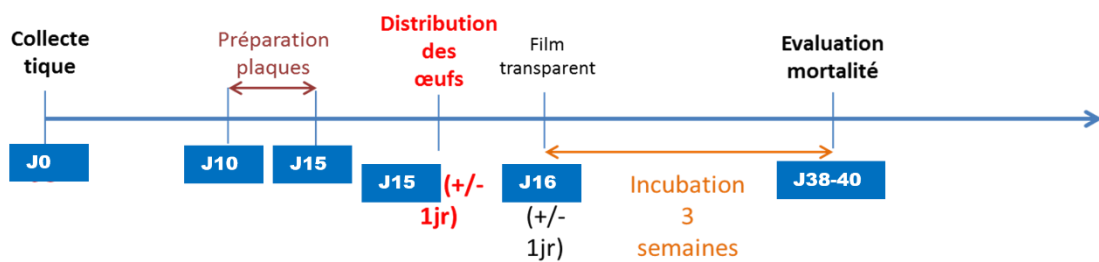 Collecte
tique
Préparation
plaques
Distribution
des
œufs
Film
transparent
Evaluation
mortalité
J0
J10
J15
J15 (+/-
1jr)
J16
(+/-
1jr)
Incubation
3
semaines
J38-40